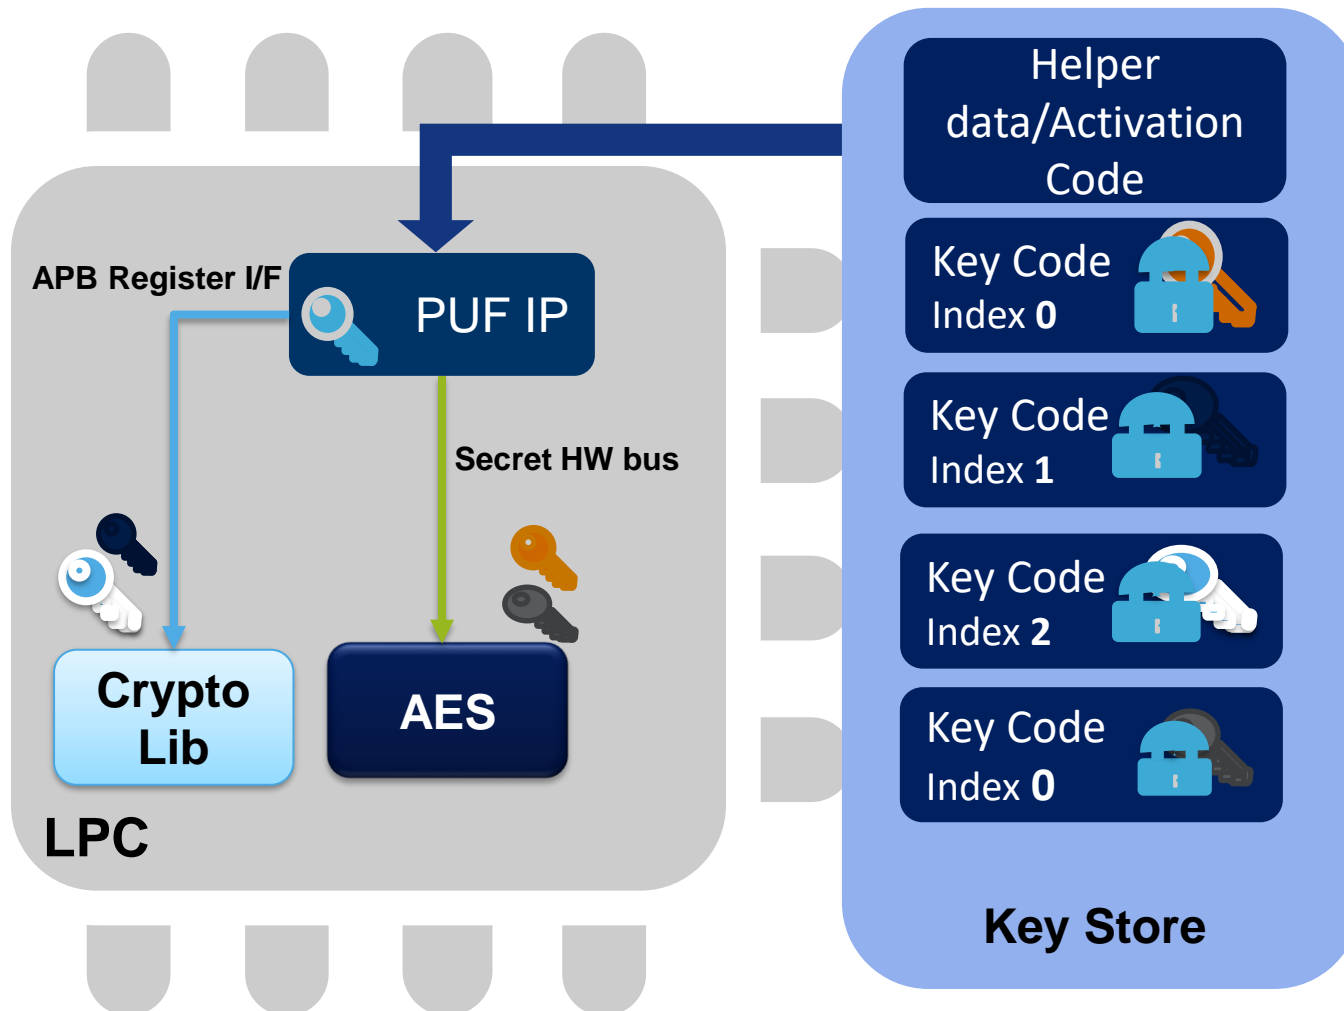 Helper
data/Activation
Code
APB Register I/F
PUF IP
Key Code
Index 0
Secret HW bus
Key Code
Index 1
Key Code
Index 2
Crypto
Lib
AES
Key Code
Index 0
LPC
Key Store